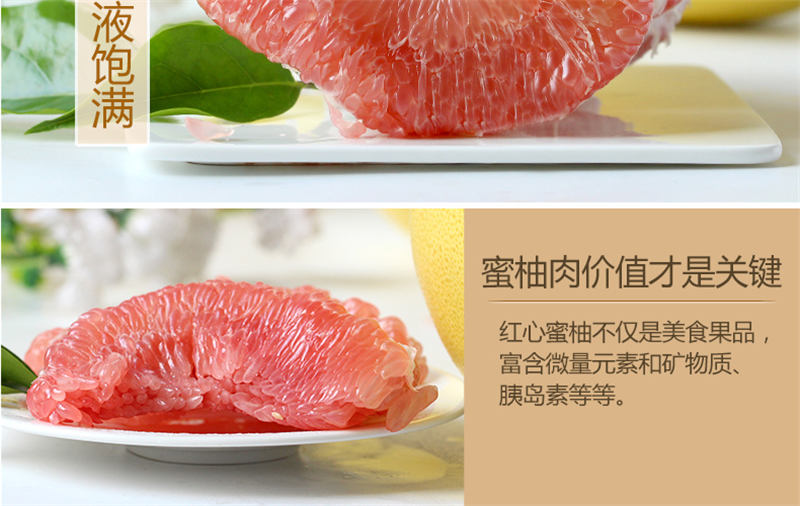 液饱满
蜜柚肉价值才是关键
红心蜜柚不仅是美食果品，
富含微量元素和矿物质、
胰岛素等等。